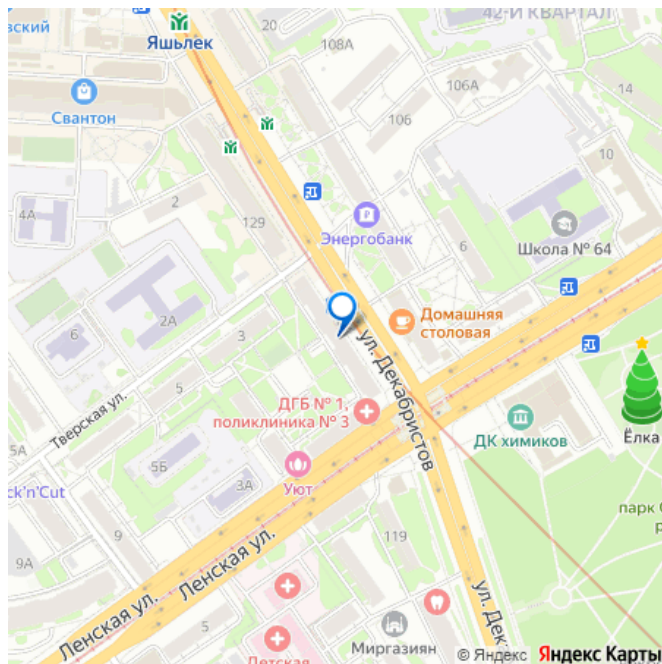 42-Й КВАРТАЛ
вский
20
Яшьлек
108А
106А
14
Свантон
106
10
4А
2
129
Энергобанк
6
Школа № 64
6
2А
3
Домашняя
столовая
ул. Декабристов
5
ДГБ № 1,
поликлиника № 3
Тверская ул.
5А
ДК химиков
Ёлка
5Б
ck'n'Cut
3А
Уют
парк
9
119
9А
Ленская ул.
Ленская ул.
5
Миргазиян
Детская
ул. Дек
© Яндекс Яндекс Карты